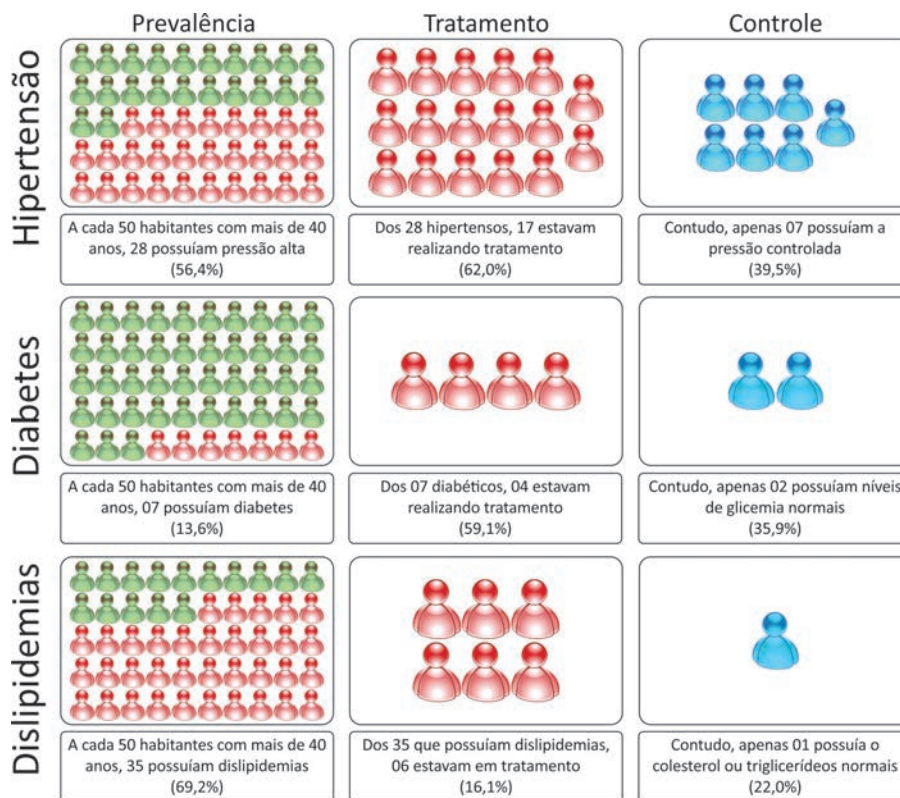 Prevalência
Tratamento
Controle
Hipertensão
A cada 50 habitantes com mais de 40
anos, 28 possuíam pressão alta
(56,4%)
Dos 28 hipertensos, 17 estavam
realizando tratamento
(62,0%)
Contudo, apenas 07 possuíam a
pressão controlada
(39,5%)
Diabetes
A cada 50 habitantes com mais de 40
anos, 07 possuíam diabetes
(13,6%)
Dos 07 diabéticos, 04 estavam
realizando tratamento
(59,1%)
Contudo, apenas 02 possuíam níveis
de glicemia normais
(35,9%)
Dislipidemias
A cada 50 habitantes com mais de 40
anos, 35 possuíam dislipidemias
(69,2%)
Dos 35 que possuíam dislipidemias,
06 estavam em tratamento
(16,1%)
Contudo, apenas 01 possuía o
colesterol ou triglicerídeos normais
(22,0%)